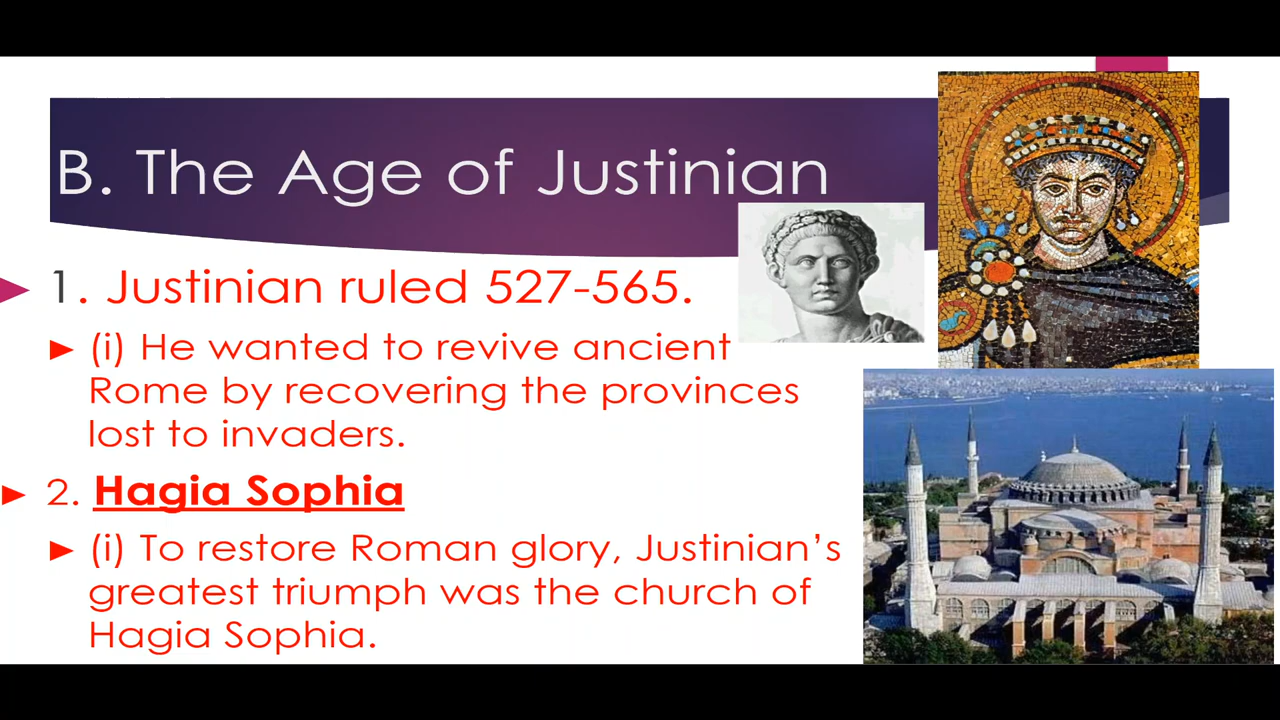 B. The Age of Justinian
1. Justinian ruled 527-565.
(i) He wanted to revive ancient
Rome by recovering the provinces
lost to invaders.
2. Hagia Sophia
(i) To restore Roman glory, Justinian’s
greatest triumph was the church of
Hagia Sophia.